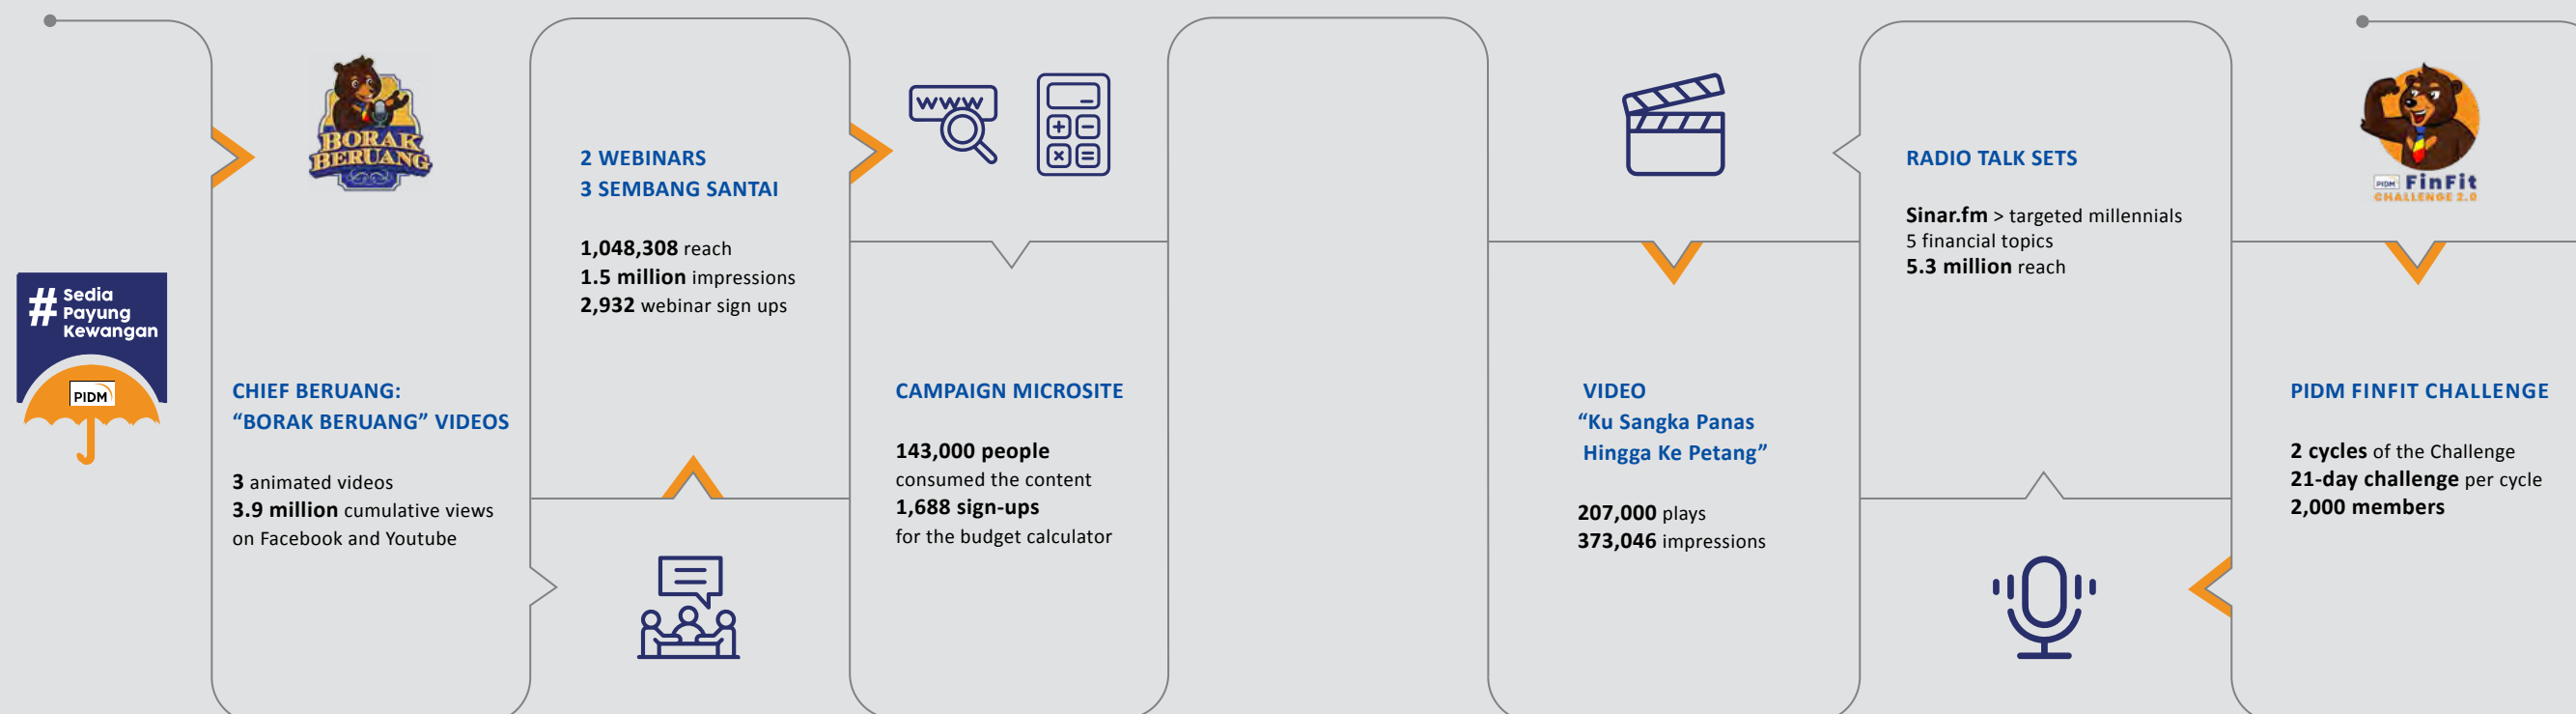 # Sedia
Payung
Kewangan
PIDM
BORAK
BERUANG
CHIEF BERUANG:
“BORAK BERUANG” VIDEOS
3 animated videos
3.9 million cumulative views
on Facebook and Youtube
2 WEBINARS
3 SEMBANG SANTAI
1,048,308 reach
1.5 million impressions
2,932 webinar sign ups
www
CAMPAIGN MICROSITE
143,000 people
consumed the content
1,688 sign-ups
for the budget calculator
VIDEO
“Ku Sangka Panas
Hingga Ke Petang”
207,000 plays
373,046 impressions
RADIO TALK SETS
Sinar.fm > targeted millennials
5 financial topics
5.3 million reach
PIDM FinFit
CHALLENGE 2.0
PIDM FINFIT CHALLENGE
2 cycles of the Challenge
21-day challenge per cycle
2,000 members